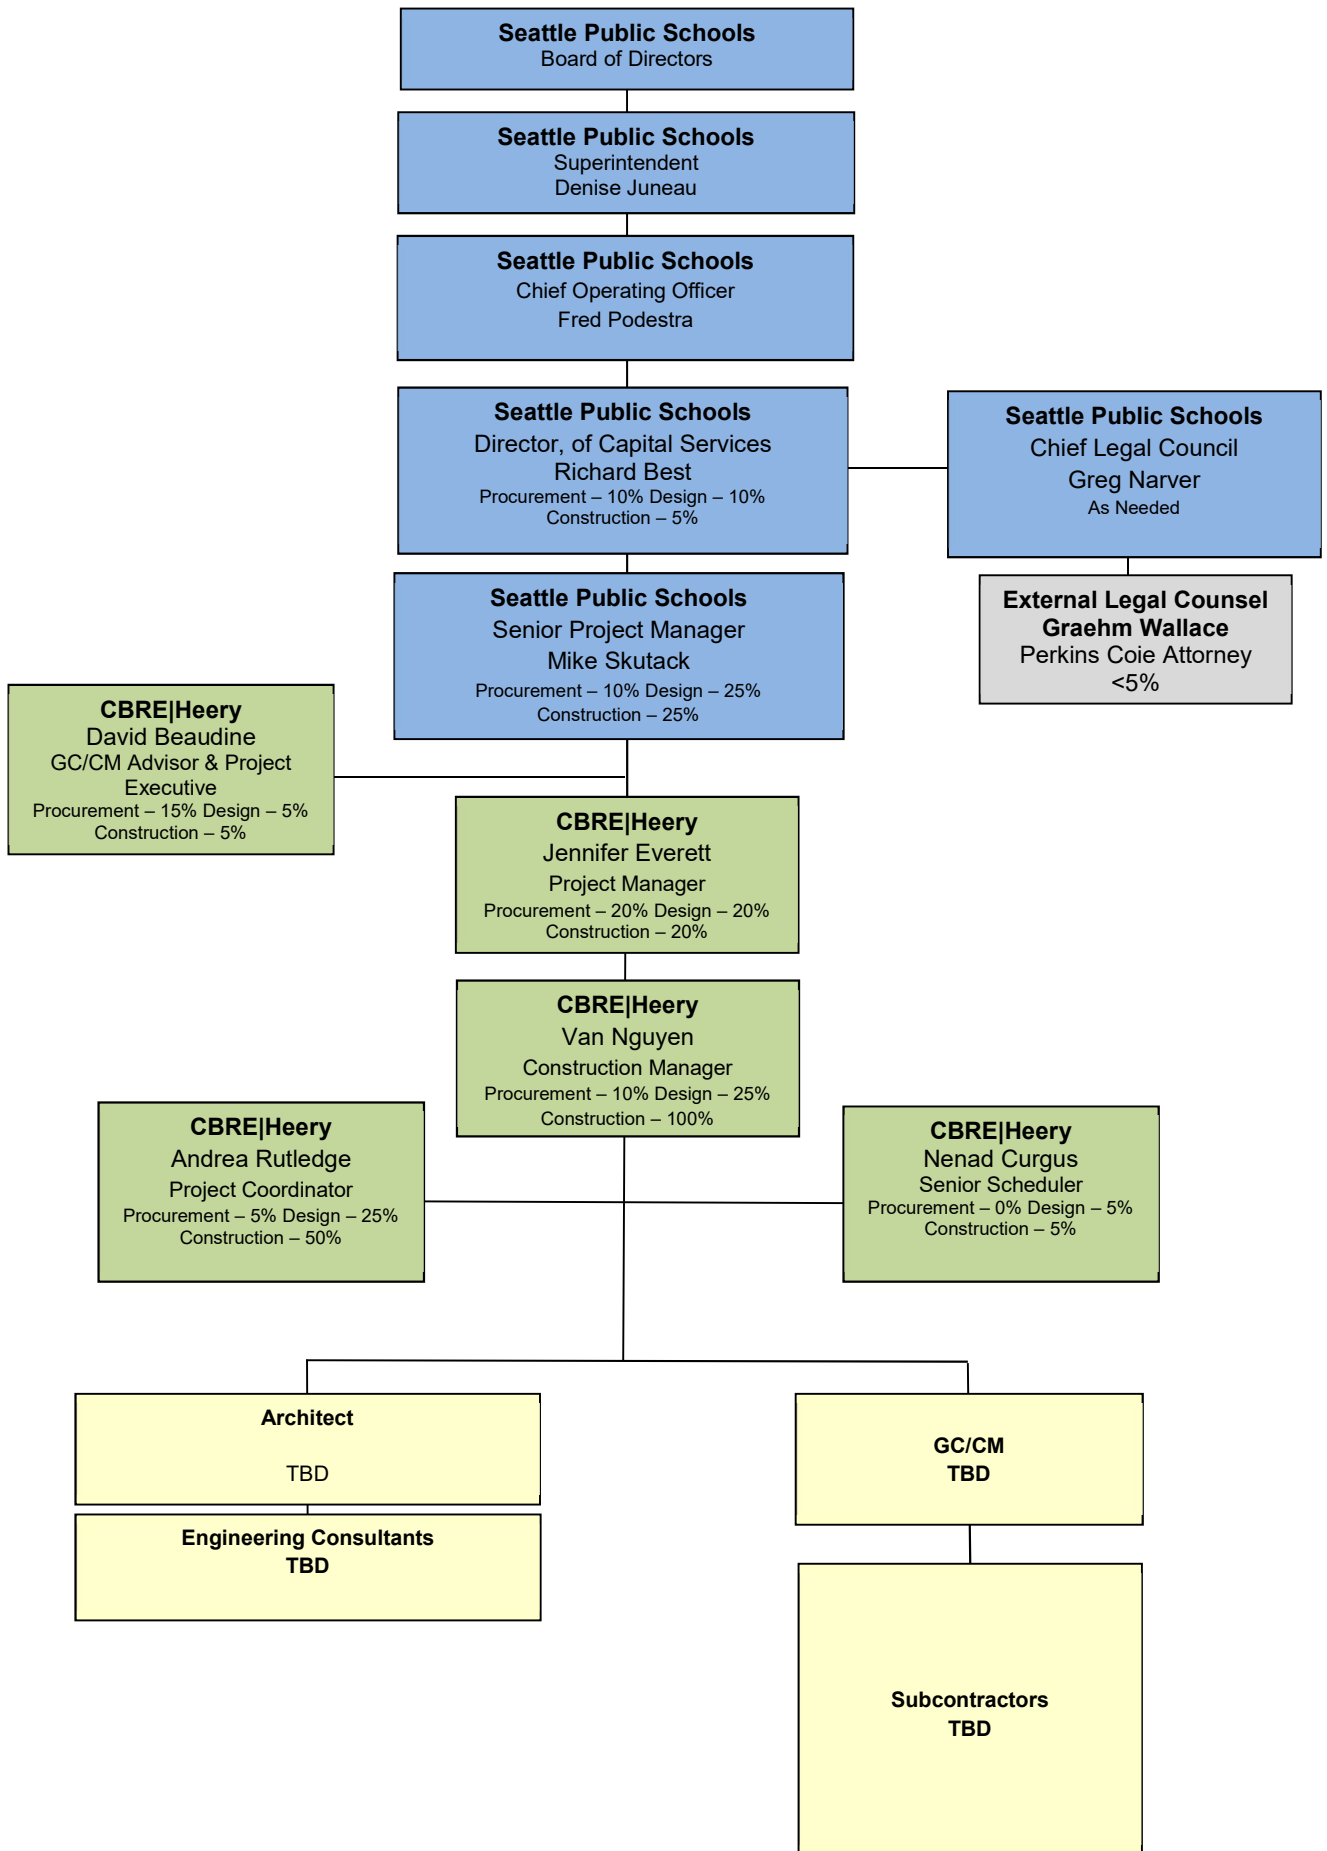 Seattle Public Schools
Board of Directors
Seattle Public Schools
Superintendent
Denise Juneau
Seattle Public Schools
Chief Operating Officer
Fred Podestra
Seattle Public Schools
Director, of Capital Services
Richard Best
Procurement – 10% Design – 10%
Construction – 5%
Seattle Public Schools
Chief Legal Council
Greg Narver
As Needed
External Legal Counsel
Graehm Wallace
Perkins Coie Attorney
<5%
Seattle Public Schools
Senior Project Manager
Mike Skutack
Procurement – 10% Design – 25%
Construction – 25%
CBRE|Heery
David Beaudine
GC/CM Advisor & Project
Executive
Procurement – 15% Design – 5%
Construction – 5%
CBRE|Heery
Jennifer Everett
Project Manager
Procurement – 20% Design – 20%
Construction – 20%
CBRE|Heery
Van Nguyen
Construction Manager
Procurement – 10% Design – 25%
Construction – 100%
CBRE|Heery
Andrea Rutledge
Project Coordinator
Procurement – 5% Design – 25%
Construction – 50%
CBRE|Heery
Nenad Curgus
Senior Scheduler
Procurement – 0% Design – 5%
Construction – 5%
Architect
TBD
Engineering Consultants
TBD
GC/CM
TBD
Subcontractors
TBD